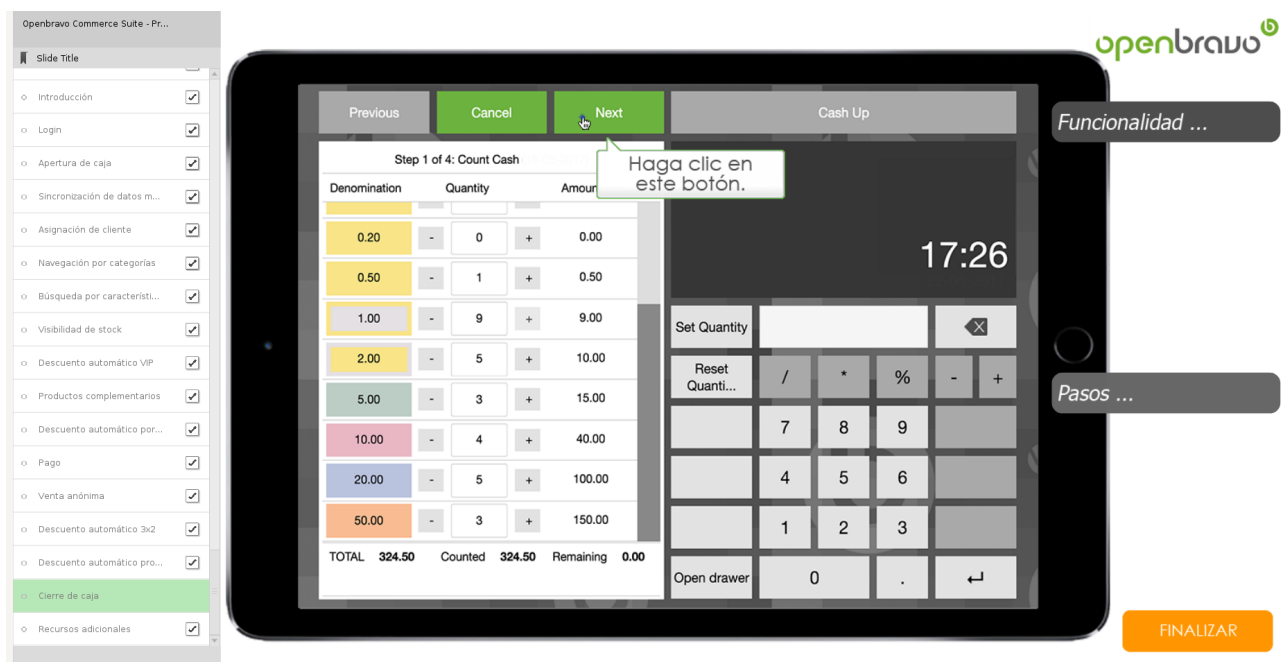 Openbravo Commerce Suite - Pr...
Slide Title
Introducción
Login
Apertura de caja
Sincronización de datos m...
Asignación de cliente
Navegación por categorías
Búsqueda por característi...
Visibilidad de stock
Descuento automático VIP
Productos complementarios
Descuento automático por...
Pago
Venta anónima
Descuento automático 3x2
Descuento automático pro...
Cierre de caja
Recursos adicionales
Previous Cancel Next Cash Up
Haga clic en
este botón.
Step 1 of 4: Count Cash
Denomination Quantity Amoun
0.20 - 0 + 0.00
0.50 - 1 + 0.50
1.00 - 9 + 9.00
2.00 - 5 + 10.00
5.00 - 3 + 15.00
10.00 - 4 + 40.00
20.00 - 5 + 100.00
50.00 - 3 + 150.00
TOTAL 324.50 Counted 324.50 Remaining 0.00
17:26
Set Quantity
Reset
Quanti...
/ * % - +
7 8 9
4 5 6
1 2 3
Open drawer 0 .
openbravo
Funcionalidad ...
Pasos ...
FINALIZAR